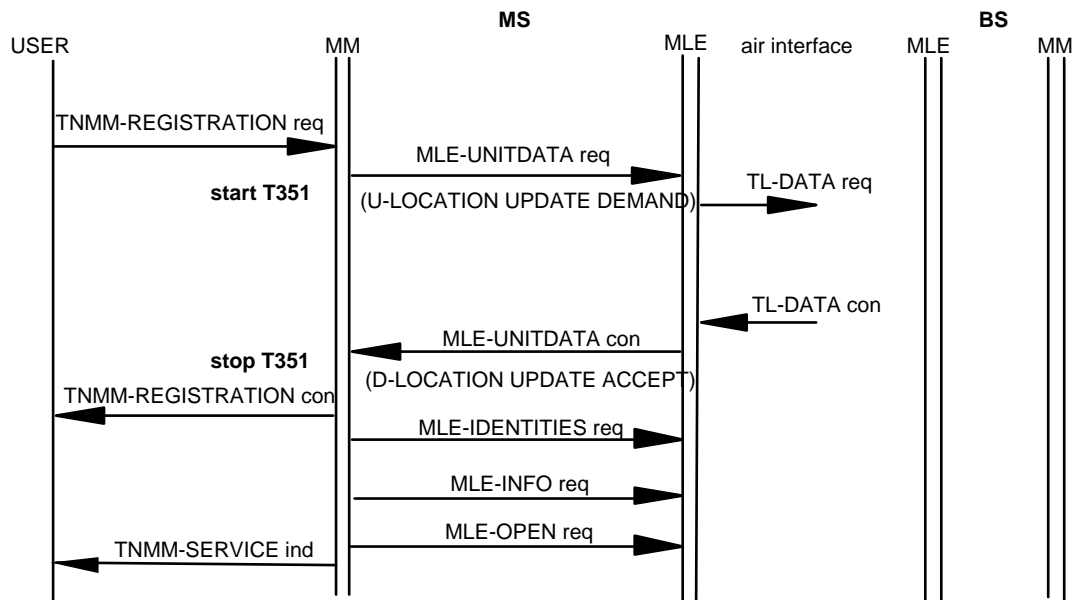 MS
BS
USER
MM
MLE
air interface
MLE
MM
TNMM-REGISTRATION req
MLE-UNITDATA req
TL-DATA req
start T351
(U-LOCATION UPDATE DEMAND)
TL-DATA con
MLE-UNITDATA con
stop T351
(D-LOCATION UPDATE ACCEPT)
TNMM-REGISTRATION con
MLE-IDENTITIES req
MLE-INFO req
MLE-OPEN req
TNMM-SERVICE ind